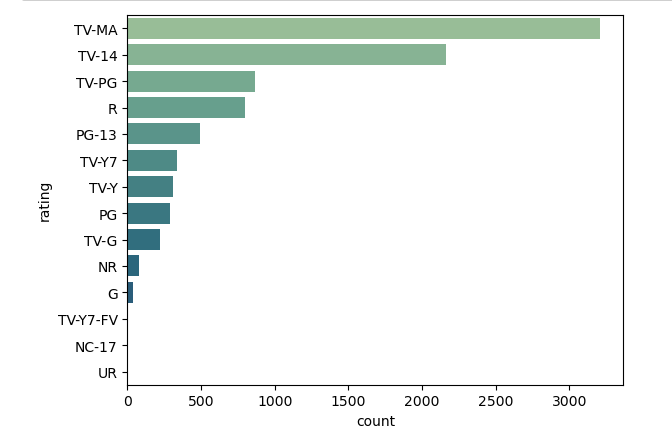 TV-MA
TV-14
TV-PG
R
PG-13
TV-Y7
TV-Y
PG
TV-G
NR
G
TV-Y7-FV
NC-17
UR
rating
0 500 1000 1500 2000 2500 3000
count